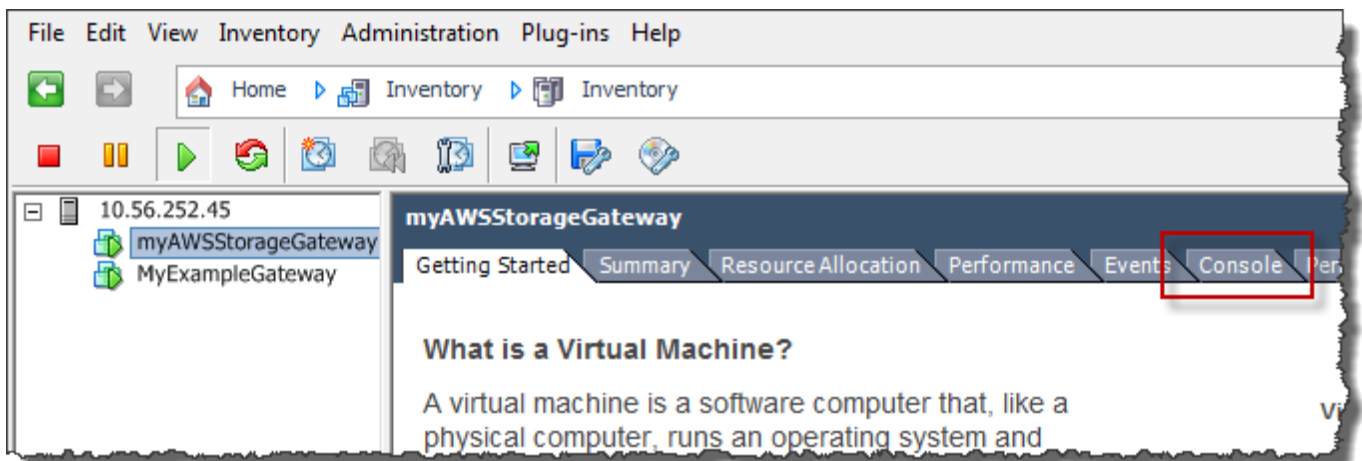 File Edit View Inventory Administration Plug-ins Help
Home Inventory Inventory
10.56.252.45
myAWSStorageGateway
MyExampleGateway
myAWSStorageGateway
Getting Started Summary Resource Allocation Performance Events Console
What is a Virtual Machine?
A virtual machine is a software computer that, like a
physical computer, runs an operating system and